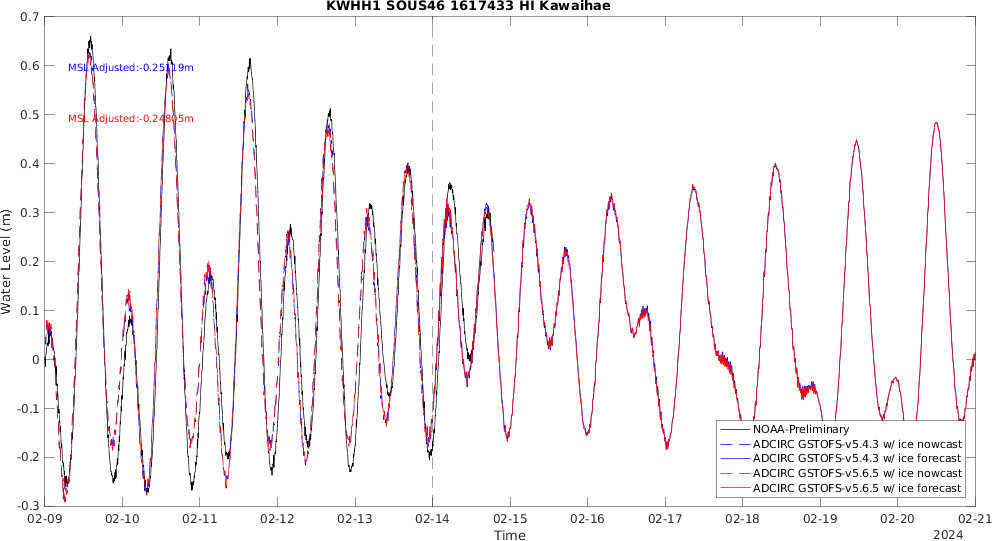 KWHH1 SOUS46 1617433 HI Kawaihae
0.7
0.6
0.5
0.4
0.3
0.2
0.1
0
-0.1
-0.2
-0.3
Water Level (m)
MSL Adjusted:-0.25119m
MSL Adjusted:-0.24805m
NOAA-Preliminary
ADCIRC GSTOFS-v5.4.3 w/ ice nowcast
ADCIRC GSTOFS-v5.4.3 w/ ice forecast
ADCIRC GSTOFS-v5.6.5 w/ ice nowcast
ADCIRC GSTOFS-v5.6.5 w/ ice forecast
02-09 02-10 02-11 02-12 02-13 02-14 02-15 02-16 02-17 02-18 02-19 02-20 02-21
Time
2024